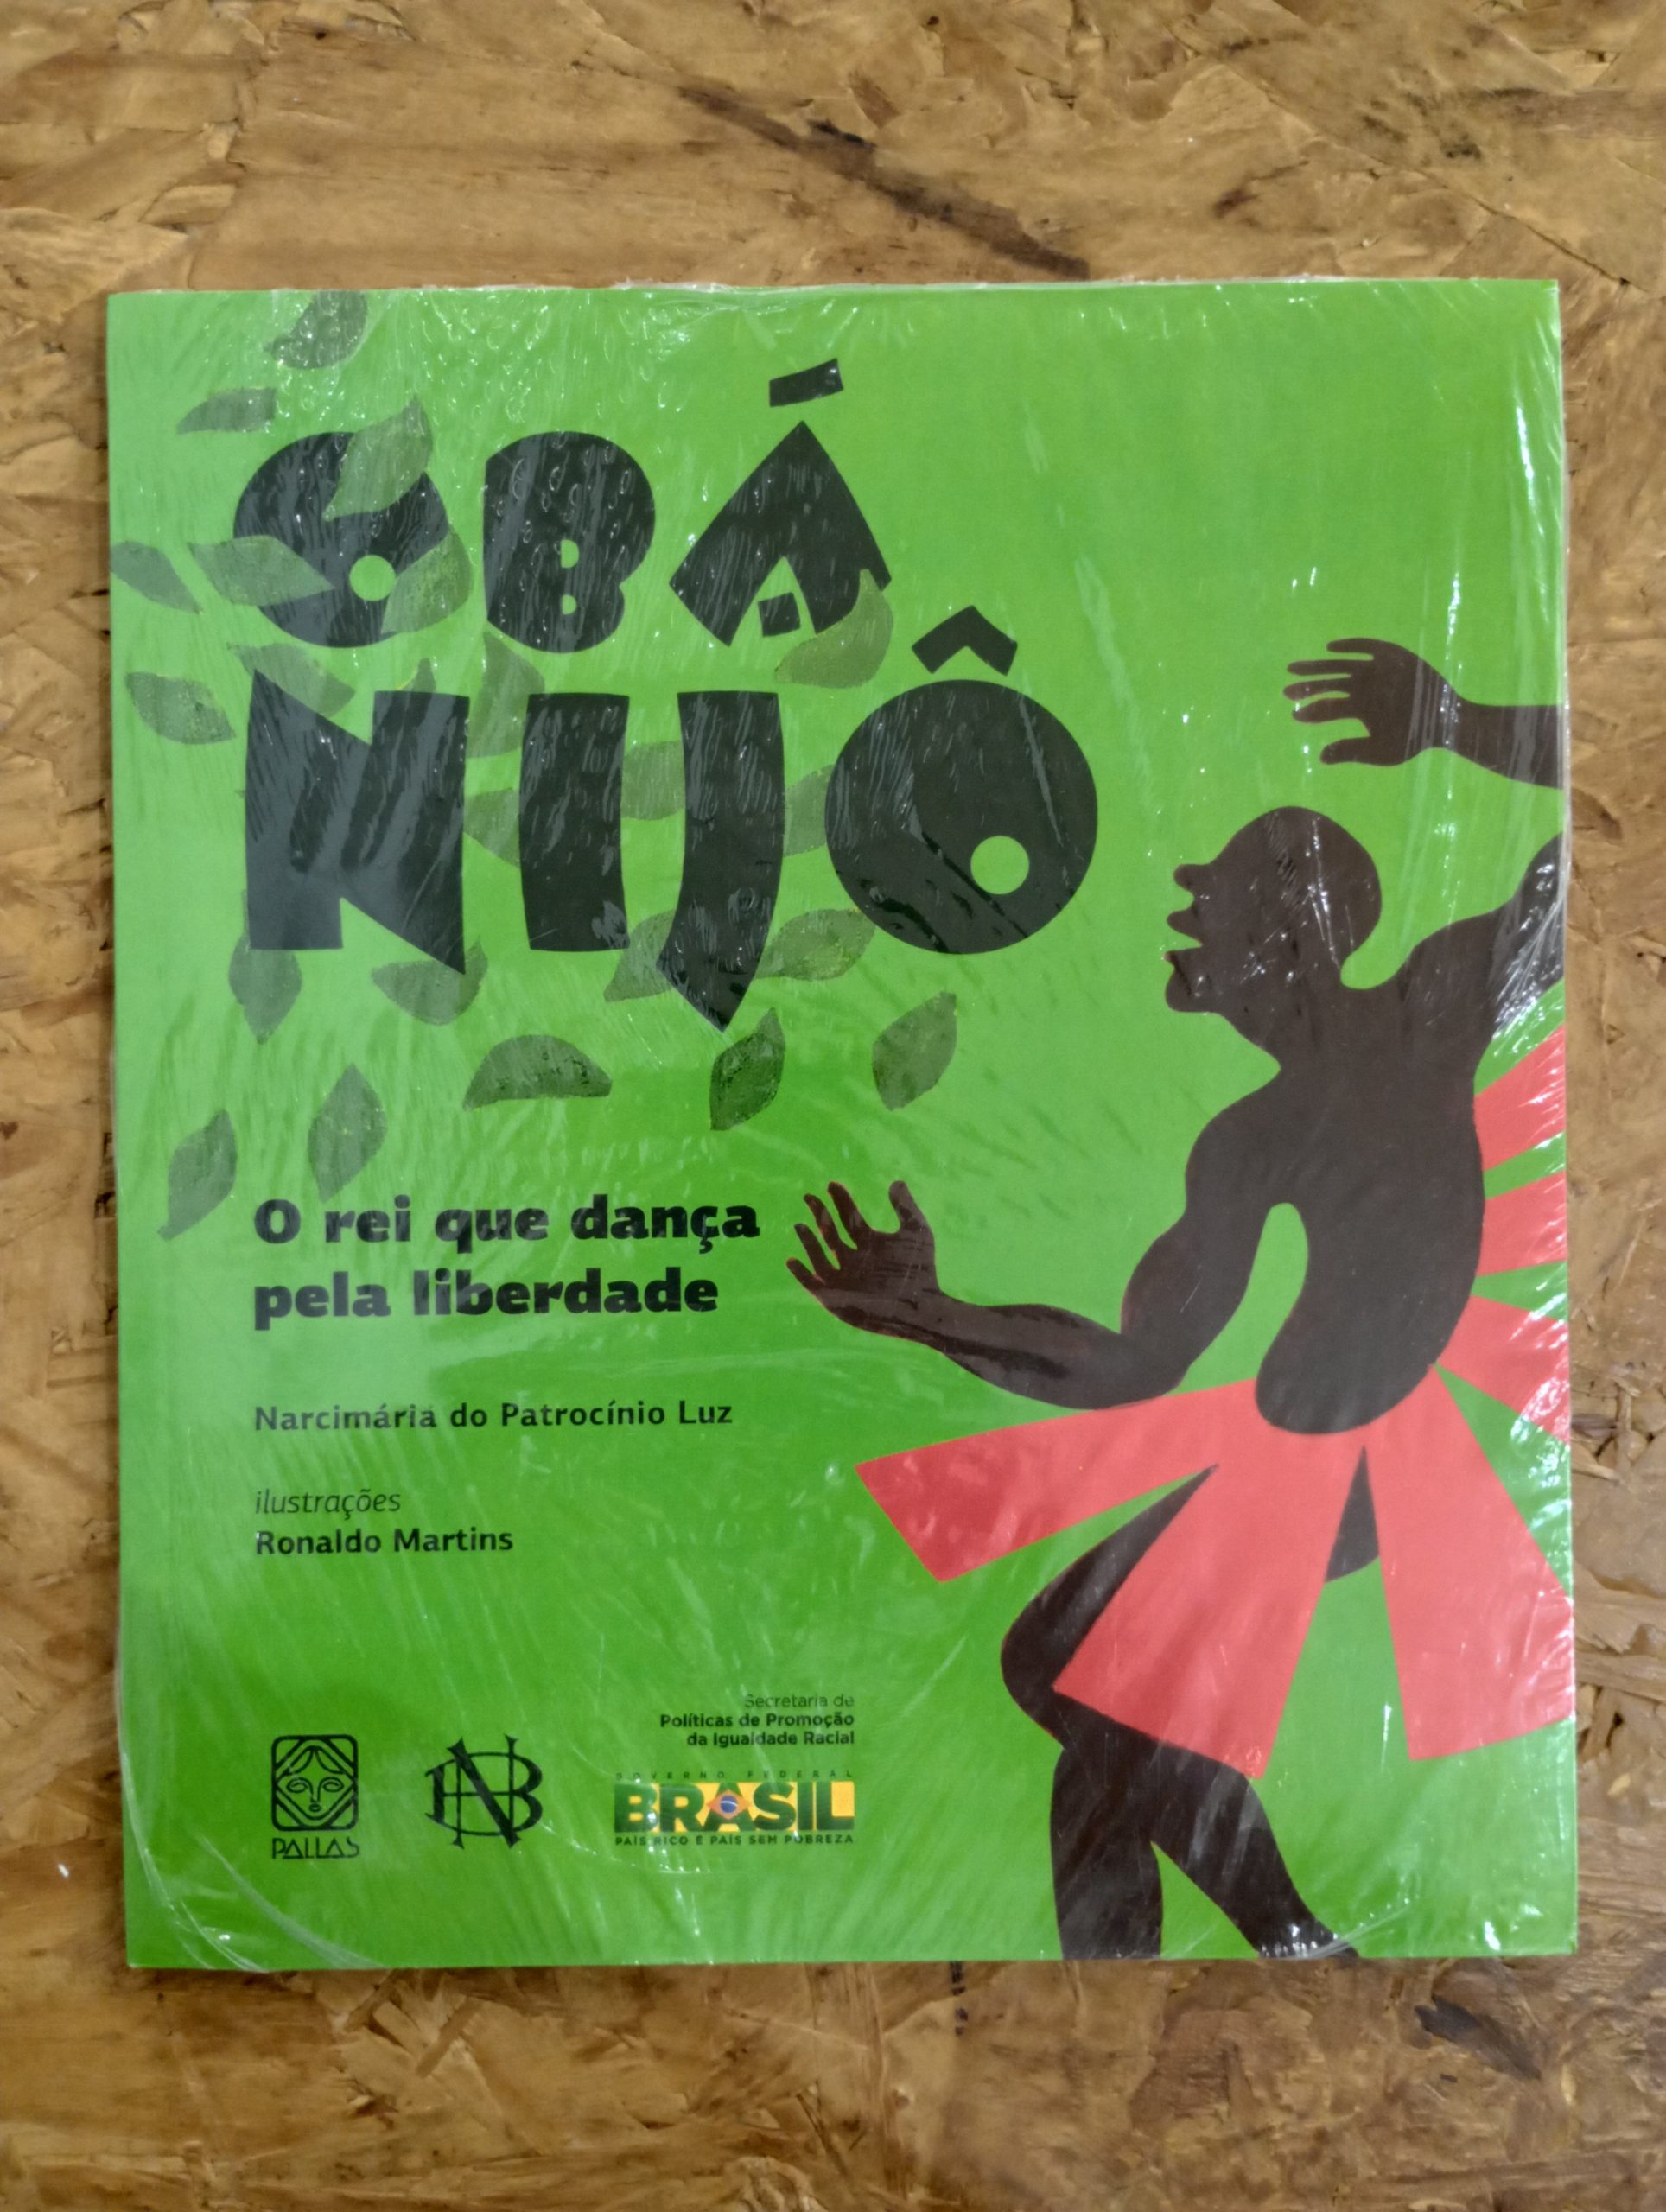 OBÁ
NIJÔ
O rei que dança
pela liberdade
Narcimária do Patrocínio Luz
ilustrações
Ronaldo Martins
Secretaria de
Políticas de Promoção
da Igualdade Racial
PALLAS
BN
GOVERNO FEDERAL
BRASIL
PAÍS RICO É PAÍS SEM POBREZA